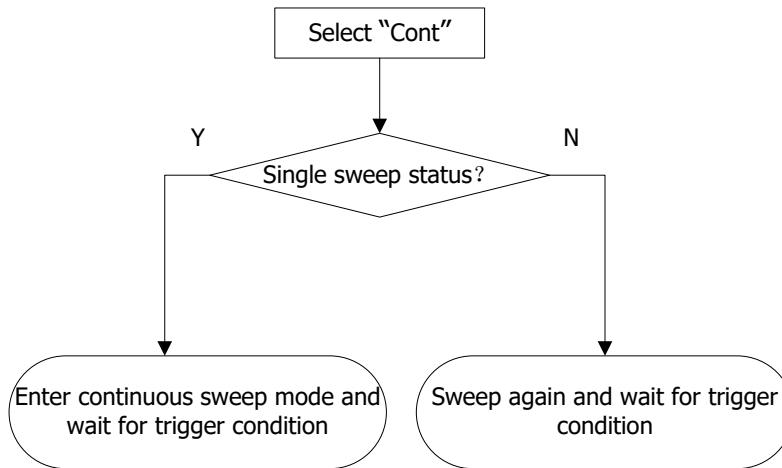 Select “Cont”
Y
N
Single sweep status？
Enter continuous sweep mode and
wait for trigger condition
Sweep again and wait for trigger
condition